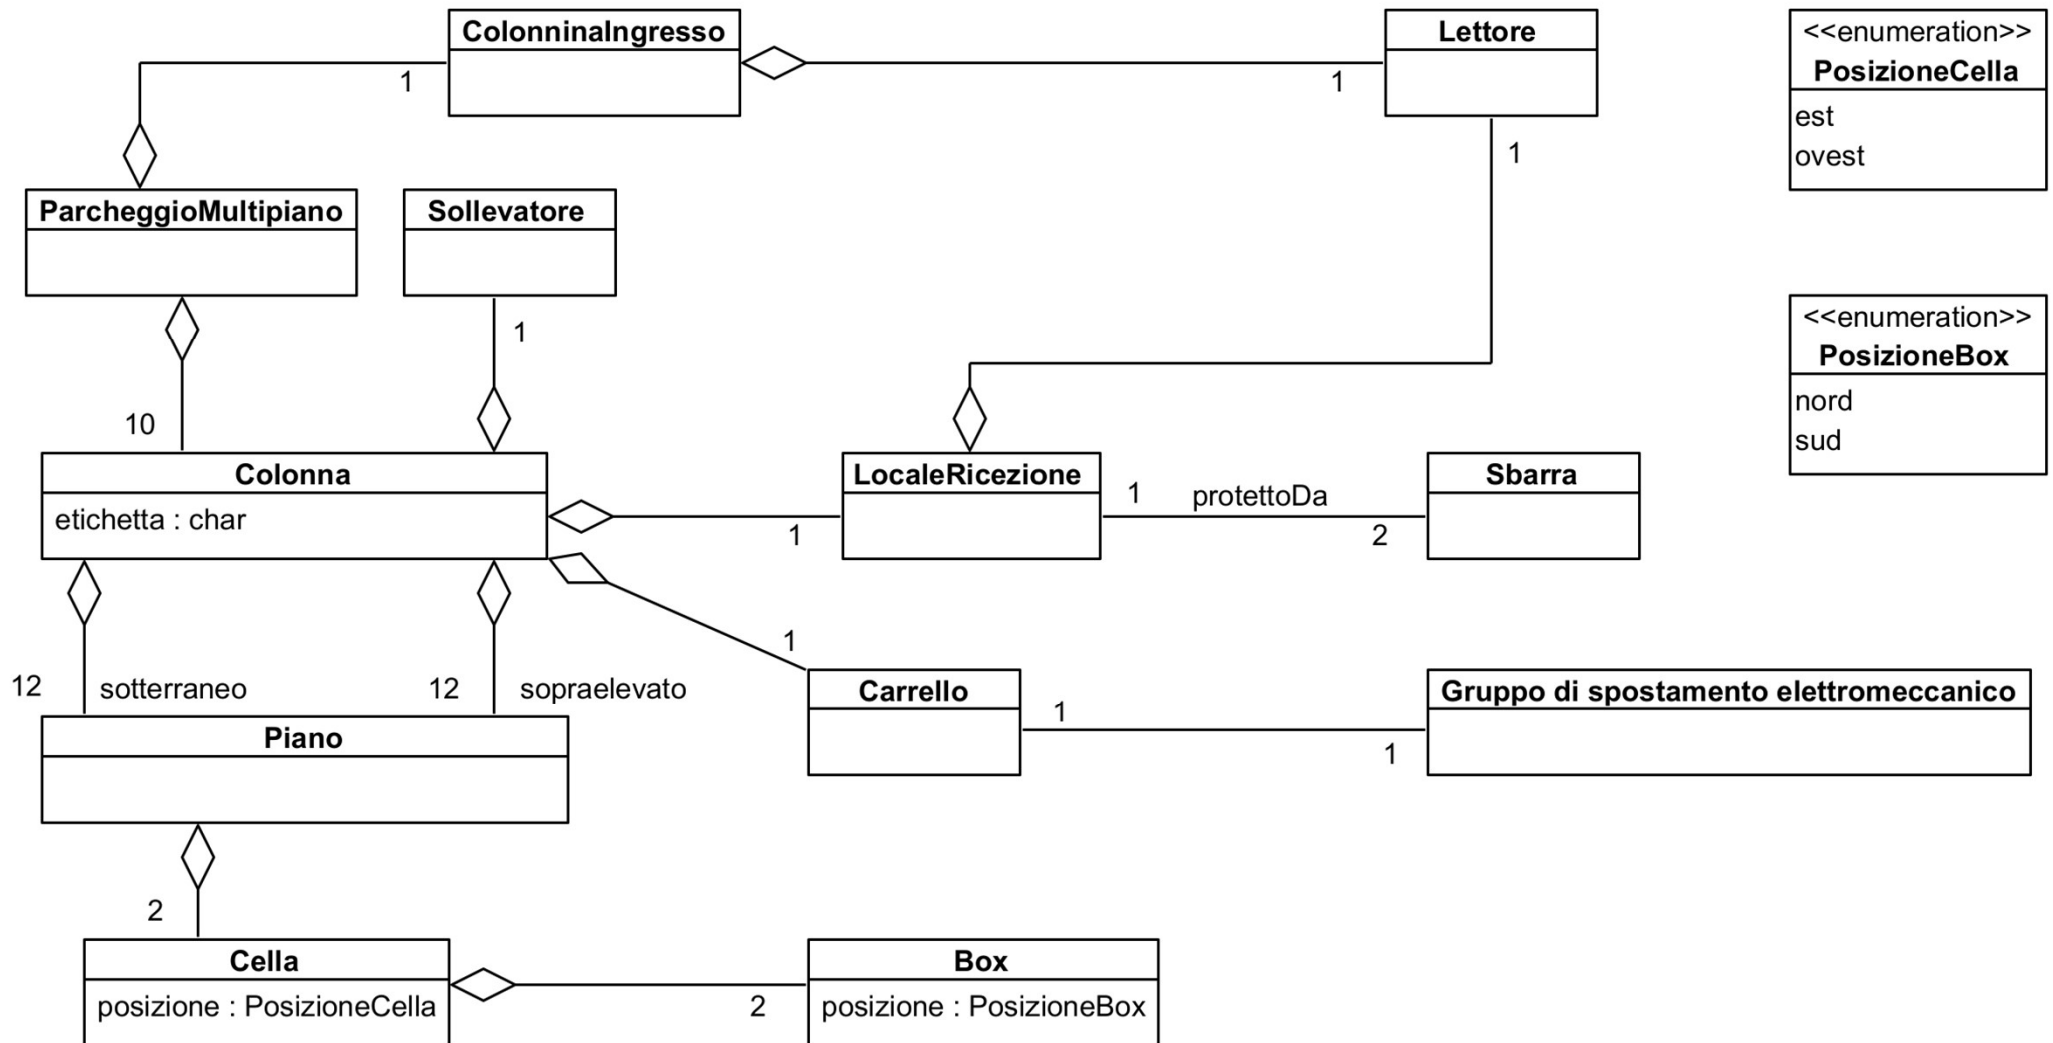 ColonninaIngresso
1
1
Lettore
1
<<enumeration>>
PosizioneCella
est
ovest
ParcheggioMultipiano
Sollevatore
10
1
<<enumeration>>
PosizioneBox
nord
sud
Colonna
etichetta : char
1
LocaleRicezione
1
protettoDa
2
Sbarra
12
sotterraneo
12
sopraelevato
1
Carrello
1
1
Gruppo di spostamento elettromeccanico
Piano
2
Cella
posizione : PosizioneCella
2
Box
posizione : PosizioneBox